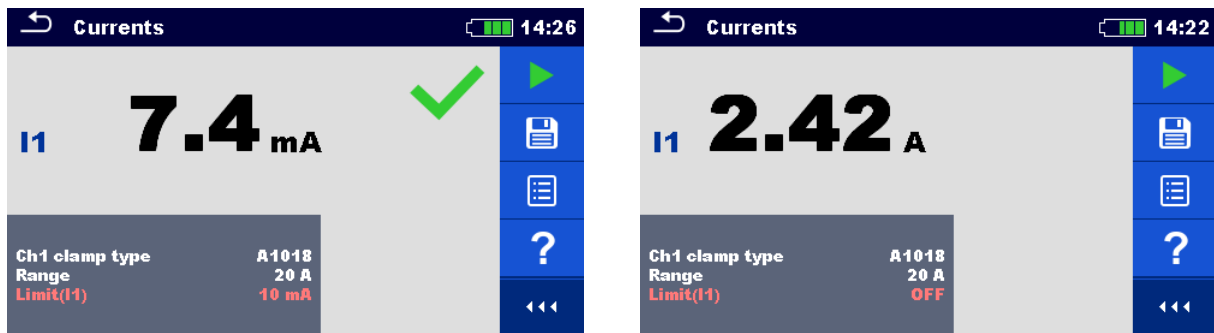 Currents 14:26
I1 7.4 mA
Ch1 clamp type A1018
Range 20 A
Limit(I1) 10 mA
?
Currents 14:22
I1 2.42 A
Ch1 clamp type A1018
Range 20 A
Limit(I1) OFF
?